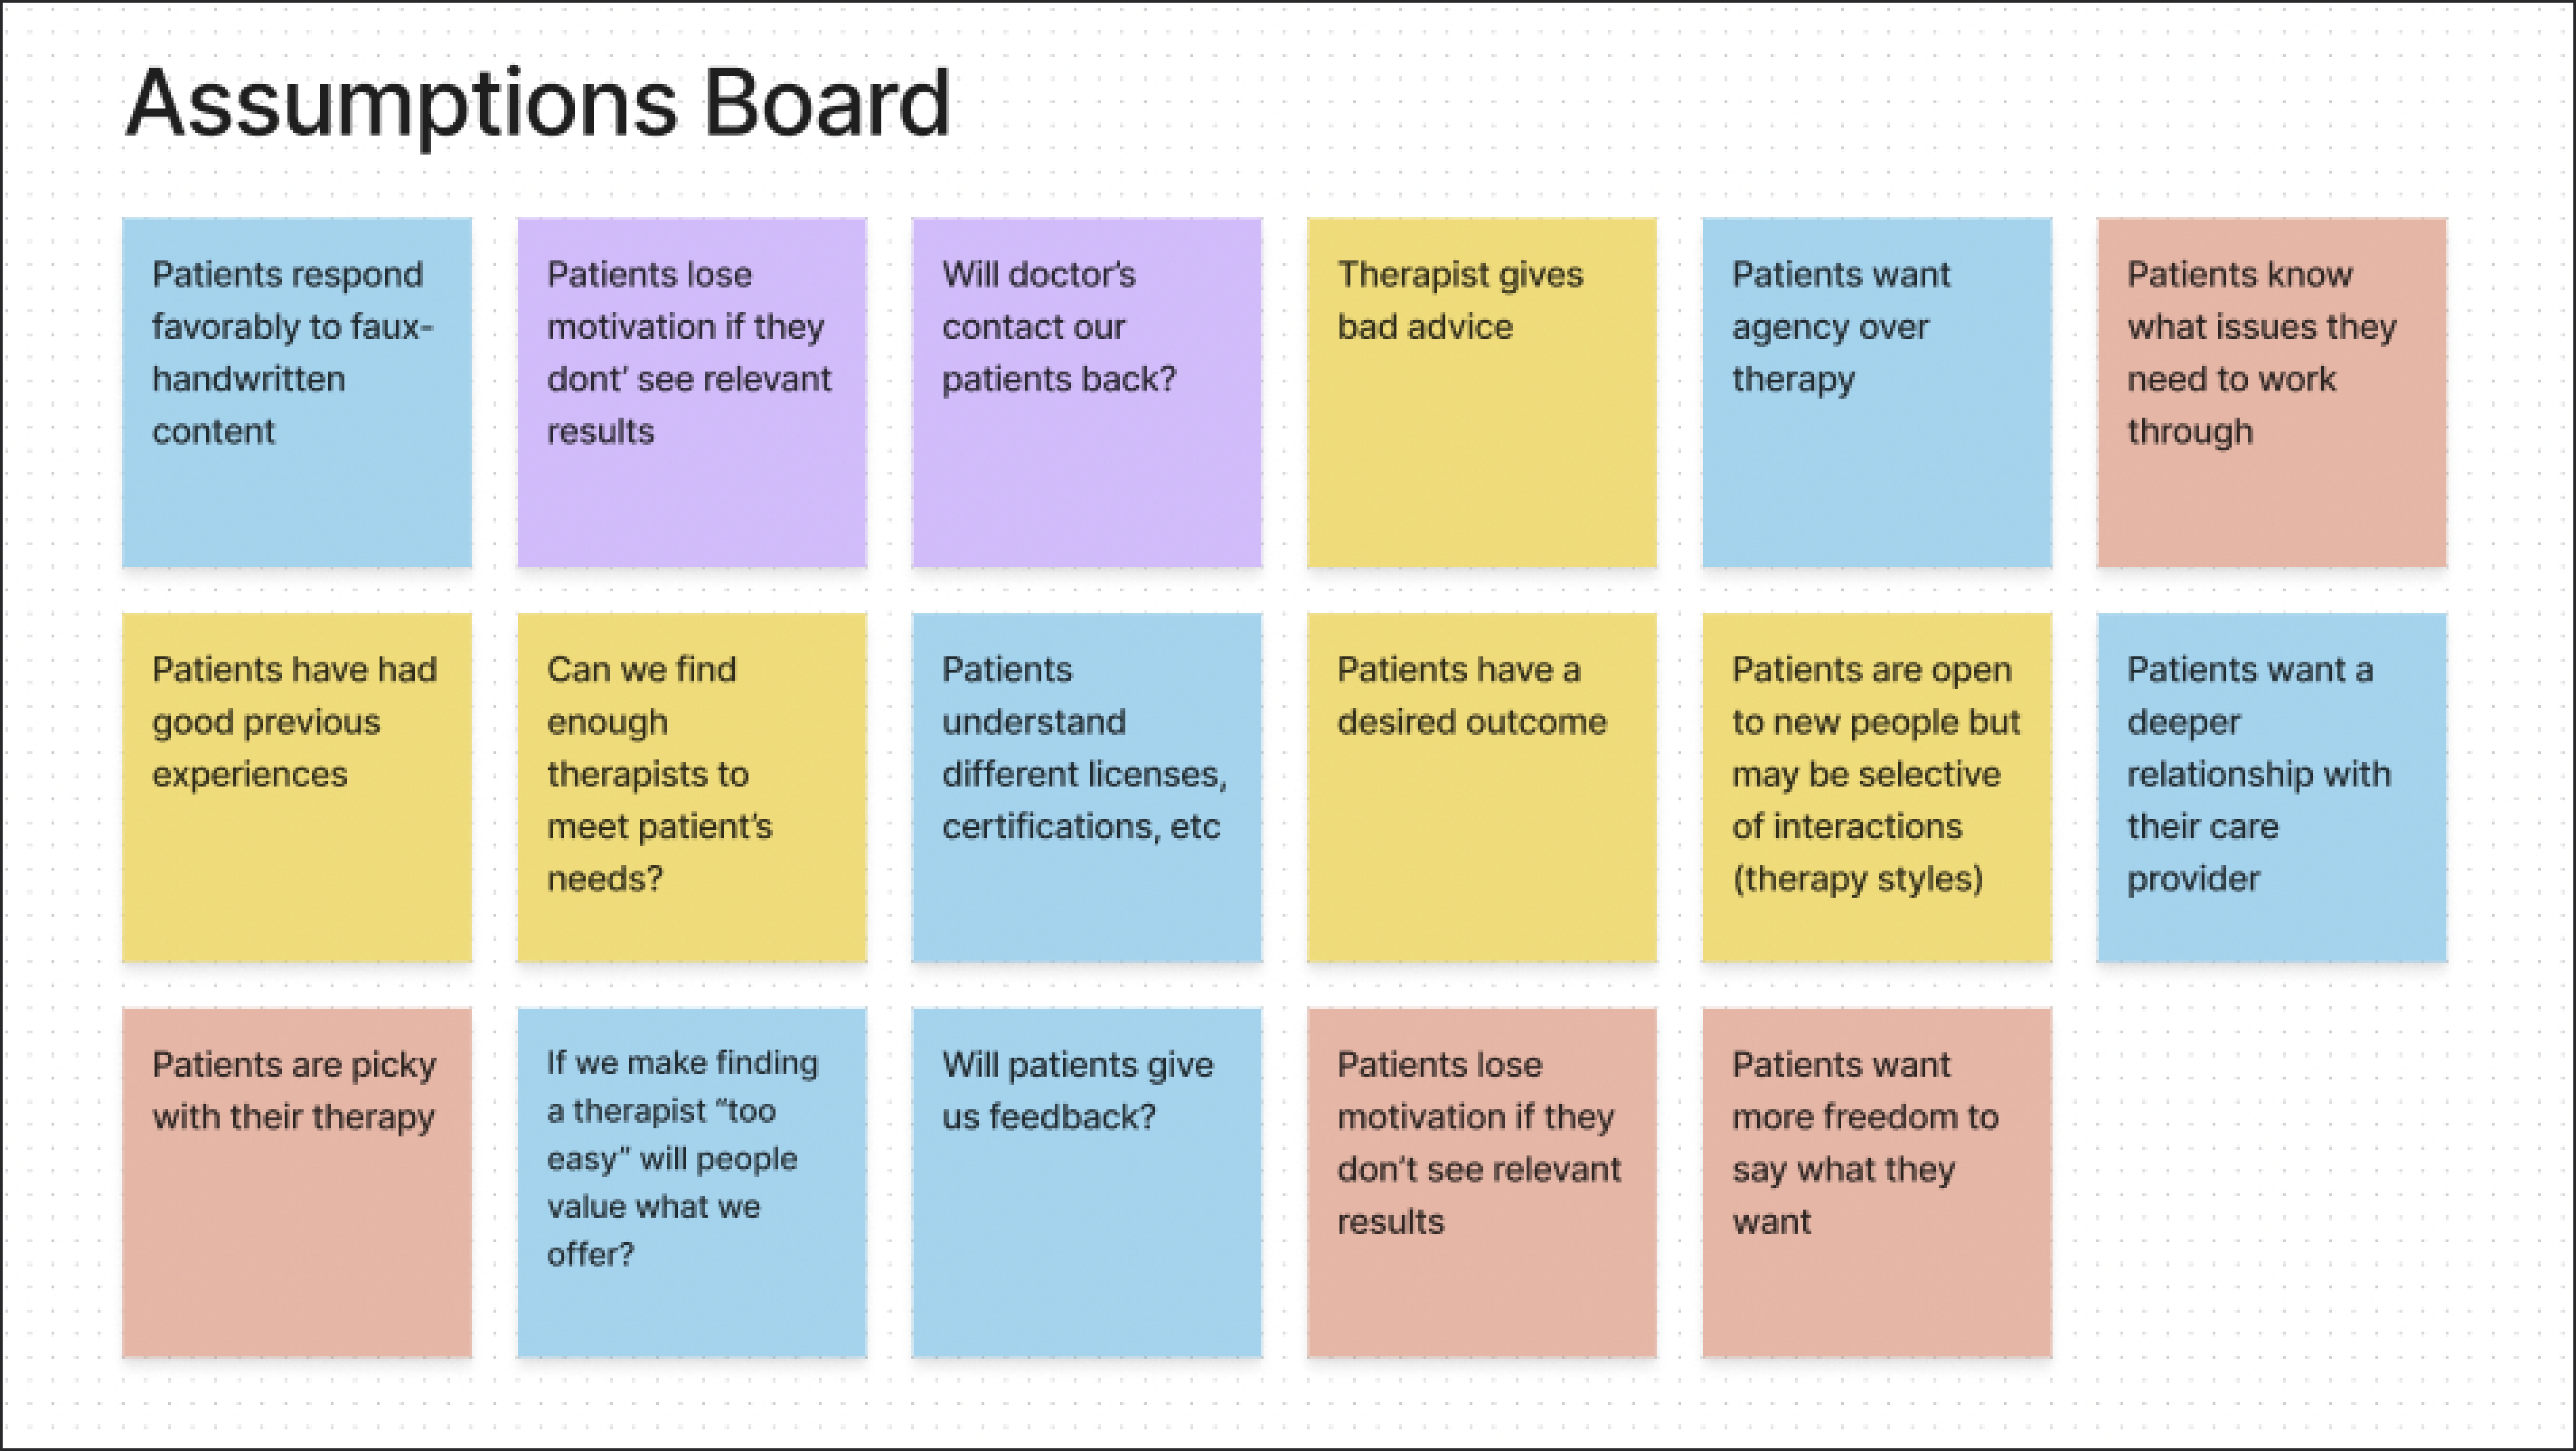 Assumptions Board
Patients respond
favorably to faux-
handwritten
content
Patients lose
motivation if they
dont’ see relevant
results
Will doctor’s
contact our
patients back?
Therapist gives
bad advice
Patients want
agency over
therapy
Patients know
what issues they
need to work
through
Patients have had
good previous
experiences
Can we find
enough
therapists to
meet patient’s
needs?
Patients
understand
different licenses,
certifications, etc
Patients have a
desired outcome
Patients are open
to new people but
may be selective
of interactions
(therapy styles)
Patients want a
deeper
relationship with
their care
provider
Patients are picky
with their therapy
If we make finding
a therapist “too
easy” will people
value what we
offer?
Will patients give
us feedback?
Patients lose
motivation if they
don’t see relevant
results
Patients want
more freedom to
say what they
want